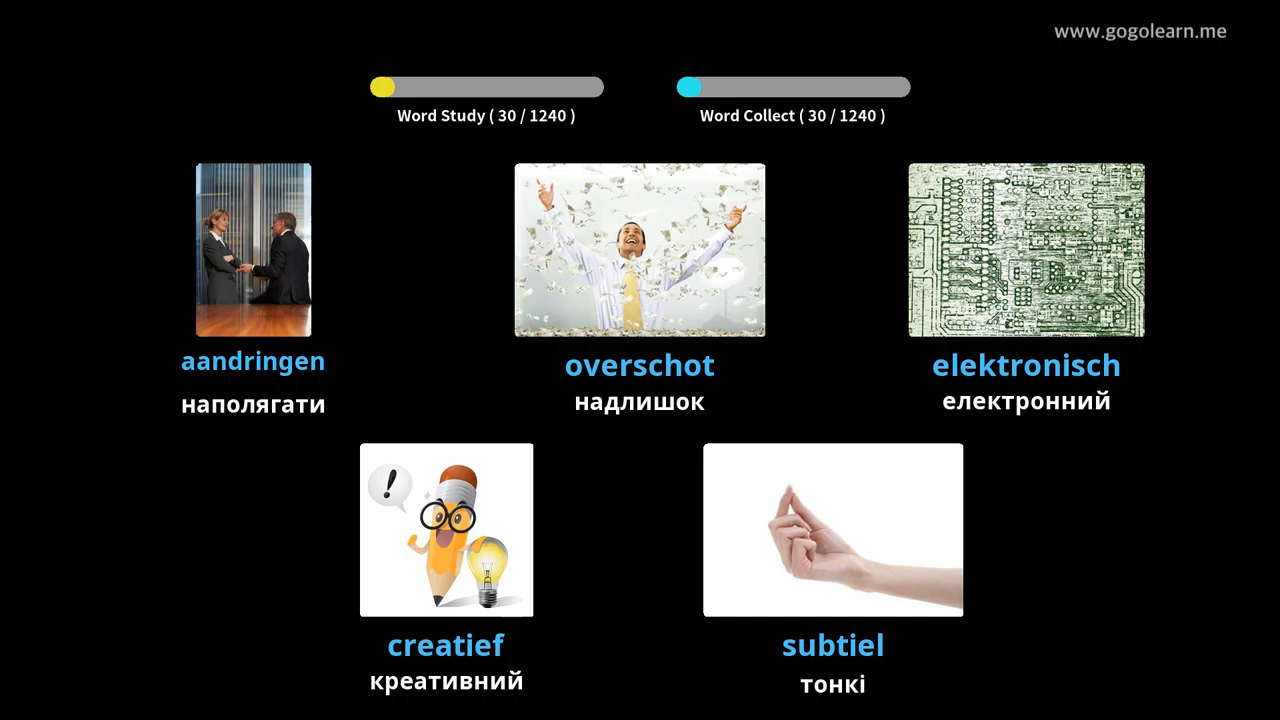 www.gogolearn.me
Word Study ( 30 / 1240 )
Word Collect ( 30 / 1240 )
aandringen
наполягати
overschot
надлишок
elektronisch
електронний
creatief
креативний
subtiel
тонкі